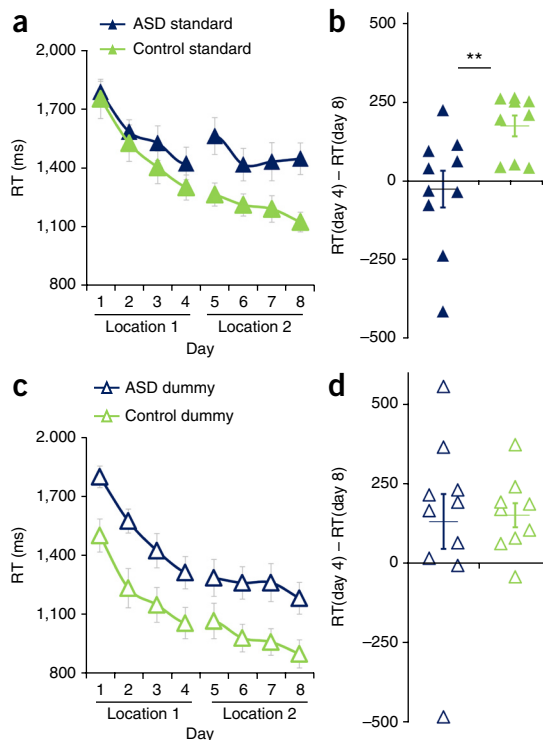 a
ASD standard
Control standard
2,000
1,700
1,400
1,100
800
RT (ms)
1 2 3 4 5 6 7 8
Location 1 Location 2
Day
b
500
250
0
−250
−500
RT(day 4) − RT(day 8)
**
c
ASD dummy
Control dummy
2.000
1,700
1,400
1,100
800
RT (ms)
1 2 3 4 5 6 7 8
Location 1 Location 2
Day
d
500
250
0
−250
−500
RT(day 4) − RT(day 8)